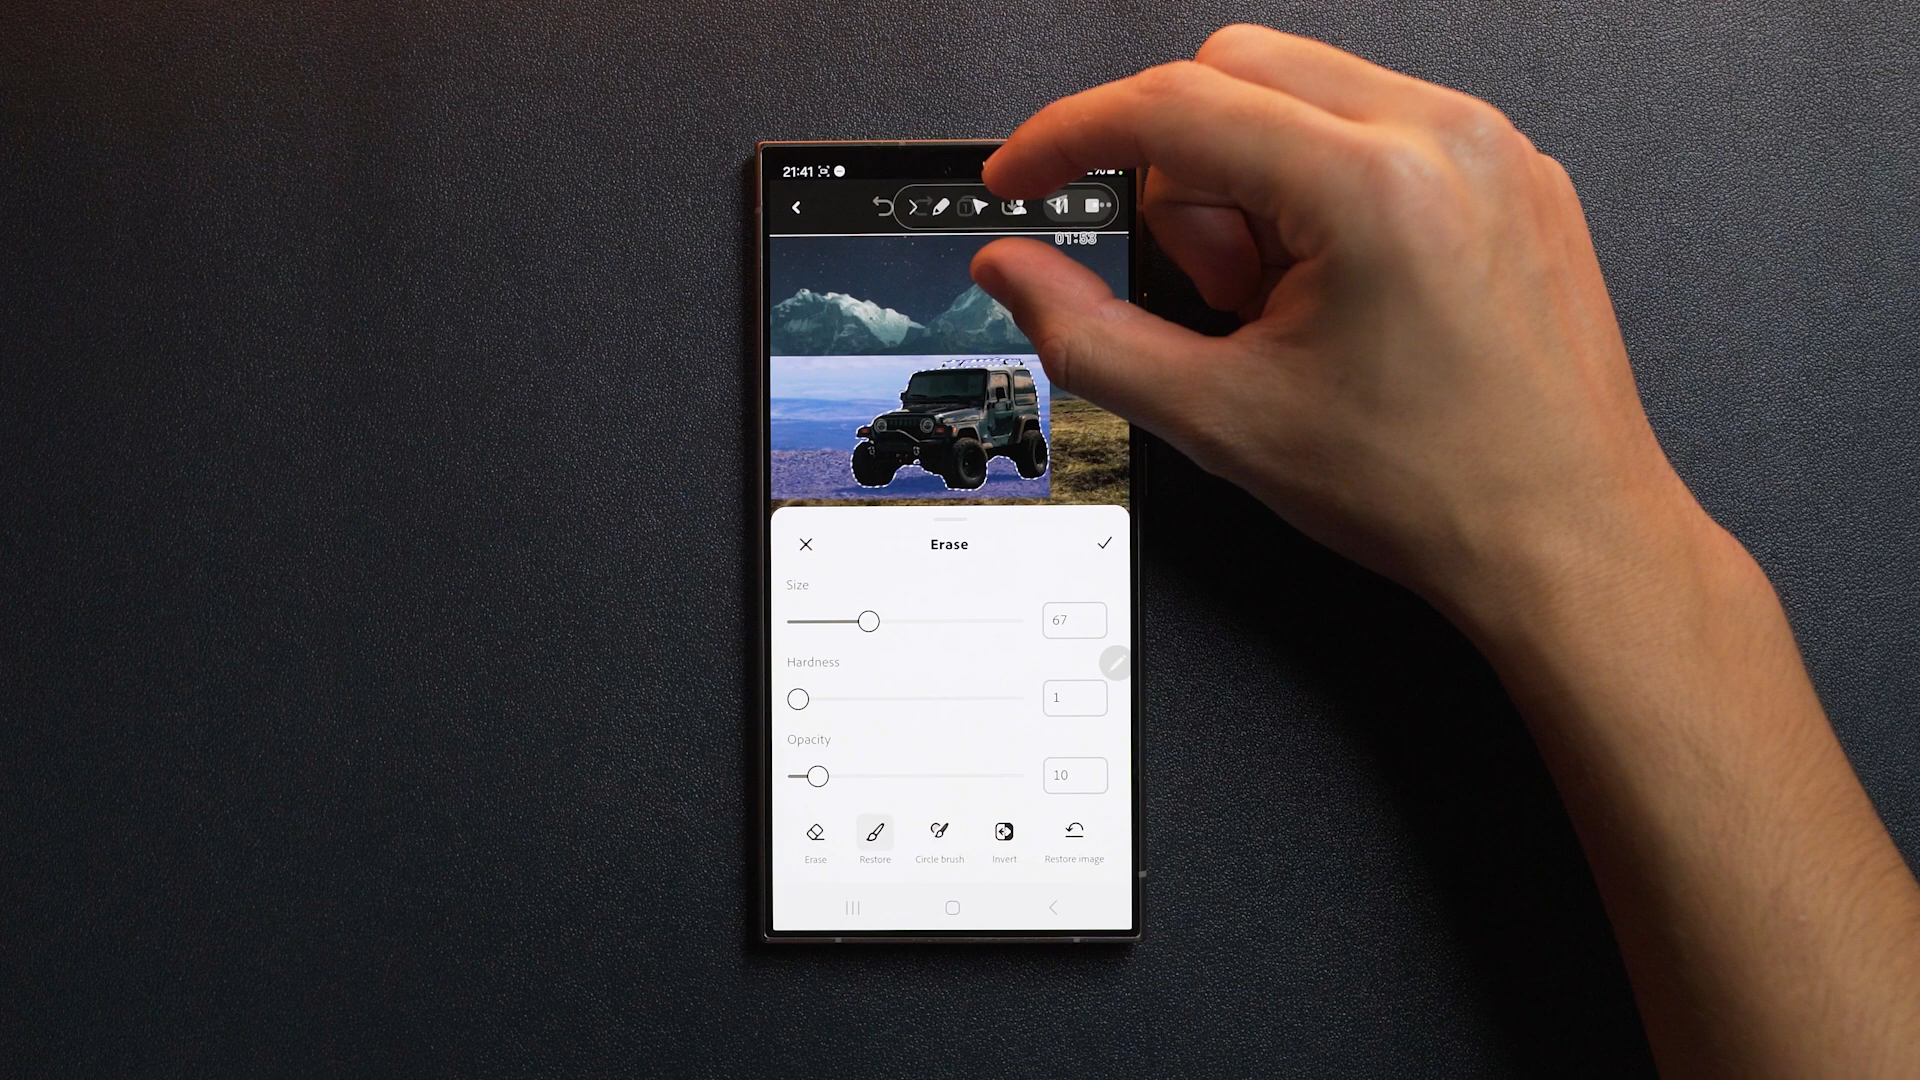 21:41
01:53
Erase
Size
67
Hardness
1
Opacity
10
Erase Restore Circle brush Invert Restore image